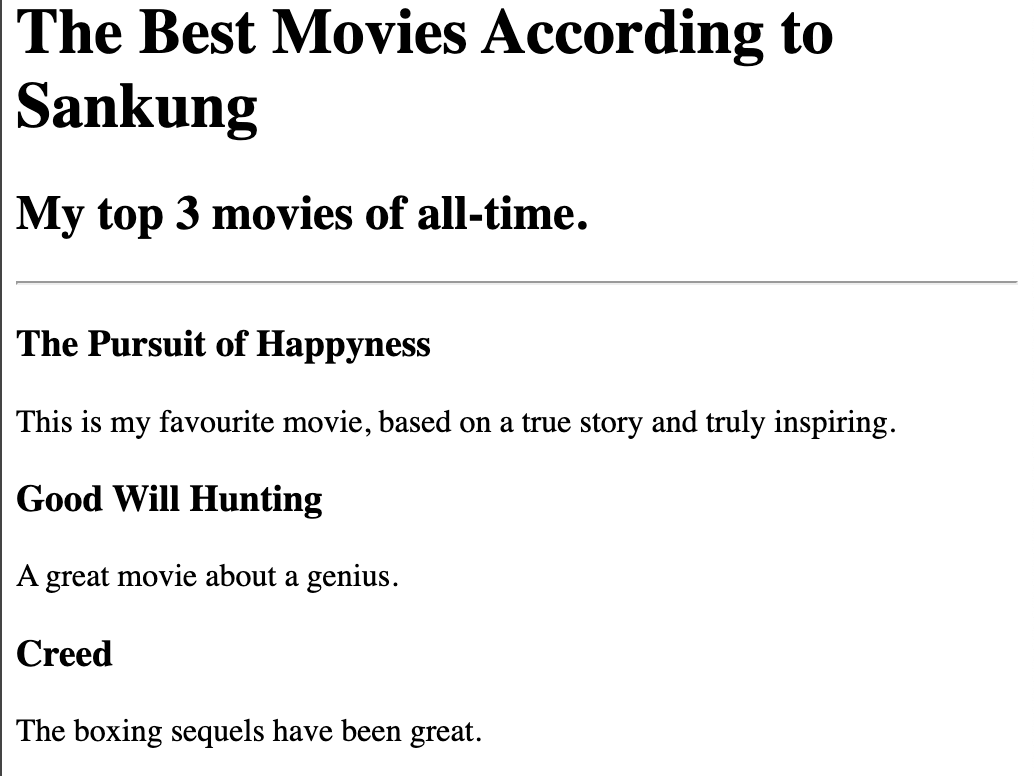 The Best Movies According to
Sankung
My top 3 movies of all-time.
The Pursuit of Happyness
This is my favourite movie, based on a true story and truly inspiring.
Good Will Hunting
A great movie about a genius.
Creed
The boxing sequels have been great.